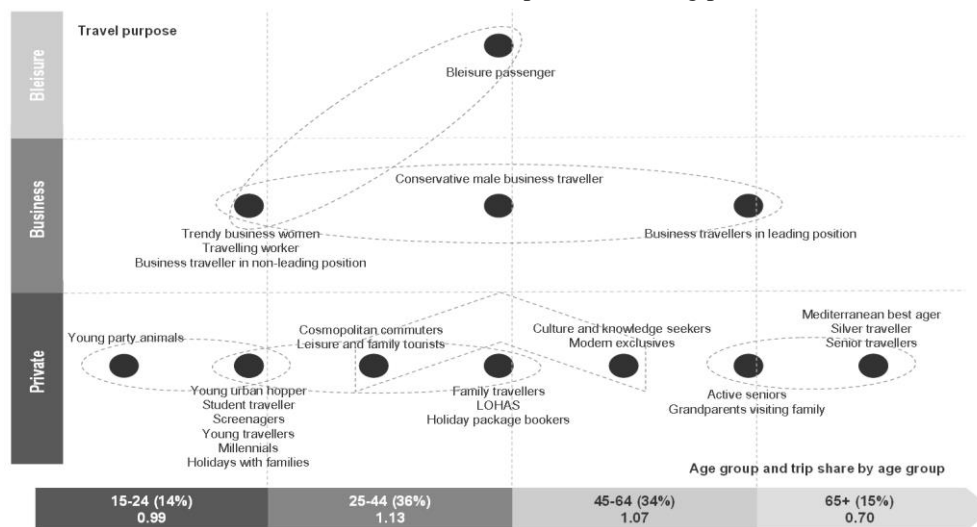 Travel purpose
Bleisure
Bleisure passenger
Business
Conservative male business traveller
Trendy business women
Travelling worker
Business traveller in non-leading position
Business travellers in leading position
Private
Young party animals
Cosmopolitan commuters
Leisure and family tourists
Culture and knowledge seekers
Modern exclusives
Mediterranean best ager
Silver traveller
Senior travellers
Young urban hopper
Student traveller
Screenagers
Young travellers
Millennials
Holidays with families
Family travellers
LOHAS
Holiday package bookers
Active seniors
Grandparents visiting family
Age group and trip share by age group
15-24 (14%)
0.99
25-44 (36%)
1.13
45-64 (34%)
1.07
65+ (15%)
0.70